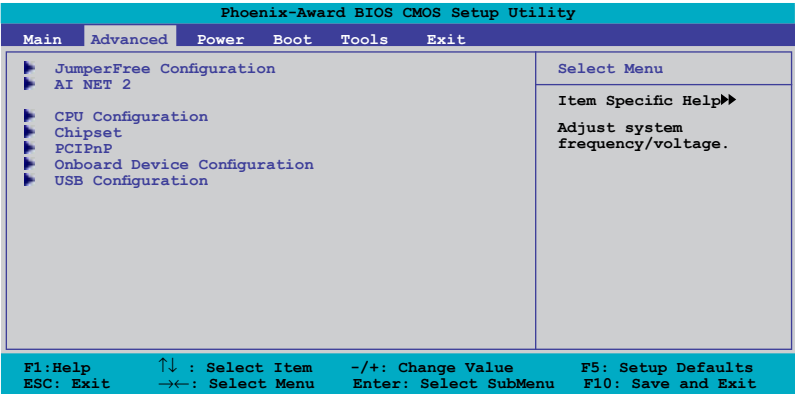 Phoenix-Award BIOS CMOS Setup Utility
Main Advanced Power Boot Tools Exit
JumperFree Configuration
AI NET 2
CPU Configuration
Chipset
PCIPnP
Onboard Device Configuration
USB Configuration
Select Menu
Item Specific Help
Adjust system
frequency/voltage.
F1:Help ↑↓ : Select Item -/+: Change Value F5: Setup Defaults
ESC: Exit →←: Select Menu Enter: Select SubMenu F10: Save and Exit